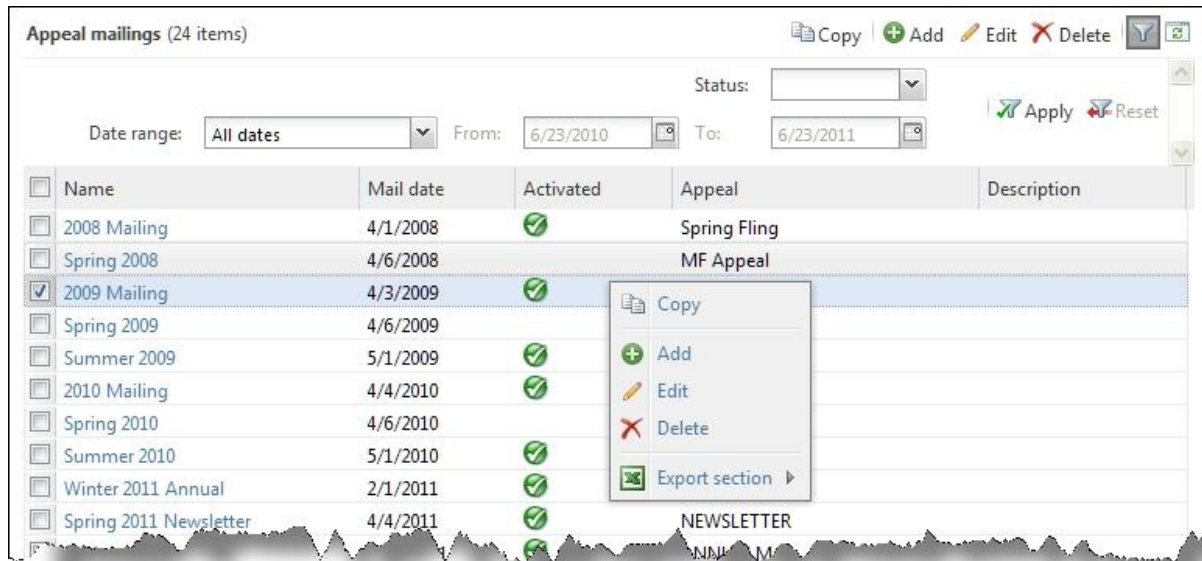 Appeal mailings (24 items) Copy Add Edit Delete
Status:
Apply Reset
Date range: All dates From: 6/23/2010 To: 6/23/2011
Name Mail date Activated Appeal Description
2008 Mailing 4/1/2008 Spring Fling
Spring 2008 4/6/2008 MF Appeal
2009 Mailing 4/3/2009
Copy
Spring 2009 4/6/2009
Summer 2009 5/1/2009 Add
2010 Mailing 4/4/2010 Edit
Spring 2010 4/6/2010 Delete
Summer 2010 5/1/2010
Winter 2011 Annual 2/1/2011 Export section
Spring 2011 Newsletter 4/4/2011 NEWSLETTER